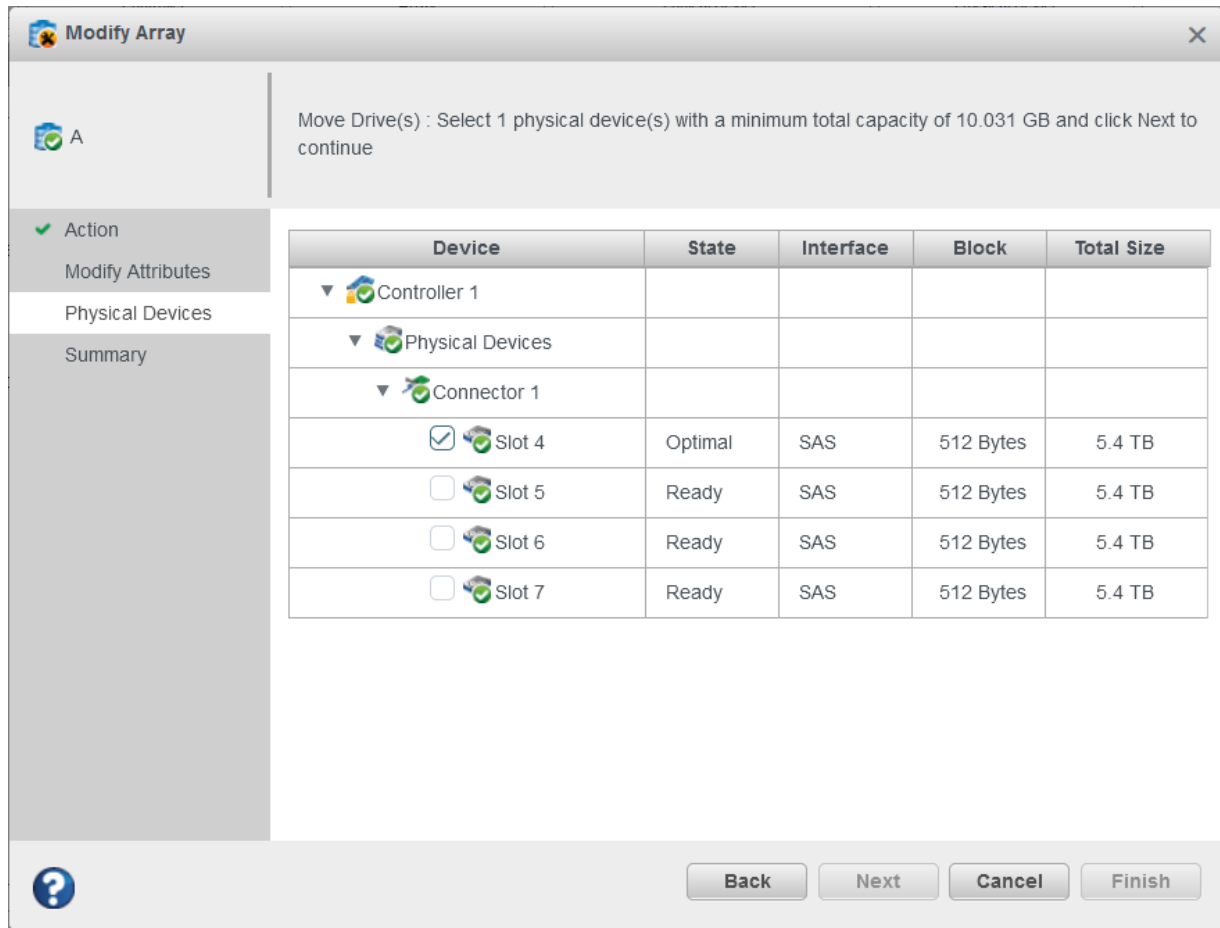 Modify Array
A
Move Drive(s) : Select 1 physical device(s) with a minimum total capacity of 10.031 GB and click Next to
continue
Action
Modify Attributes
Physical Devices
Summary
Device State Interface Block Total Size
Controller 1
Physical Devices
Connector 1
Slot 4 Optimal SAS 512 Bytes 5.4 TB
Slot 5 Ready SAS 512 Bytes 5.4 TB
Slot 6 Ready SAS 512 Bytes 5.4 TB
Slot 7 Ready SAS 512 Bytes 5.4 TB
? Back Next Cancel Finish